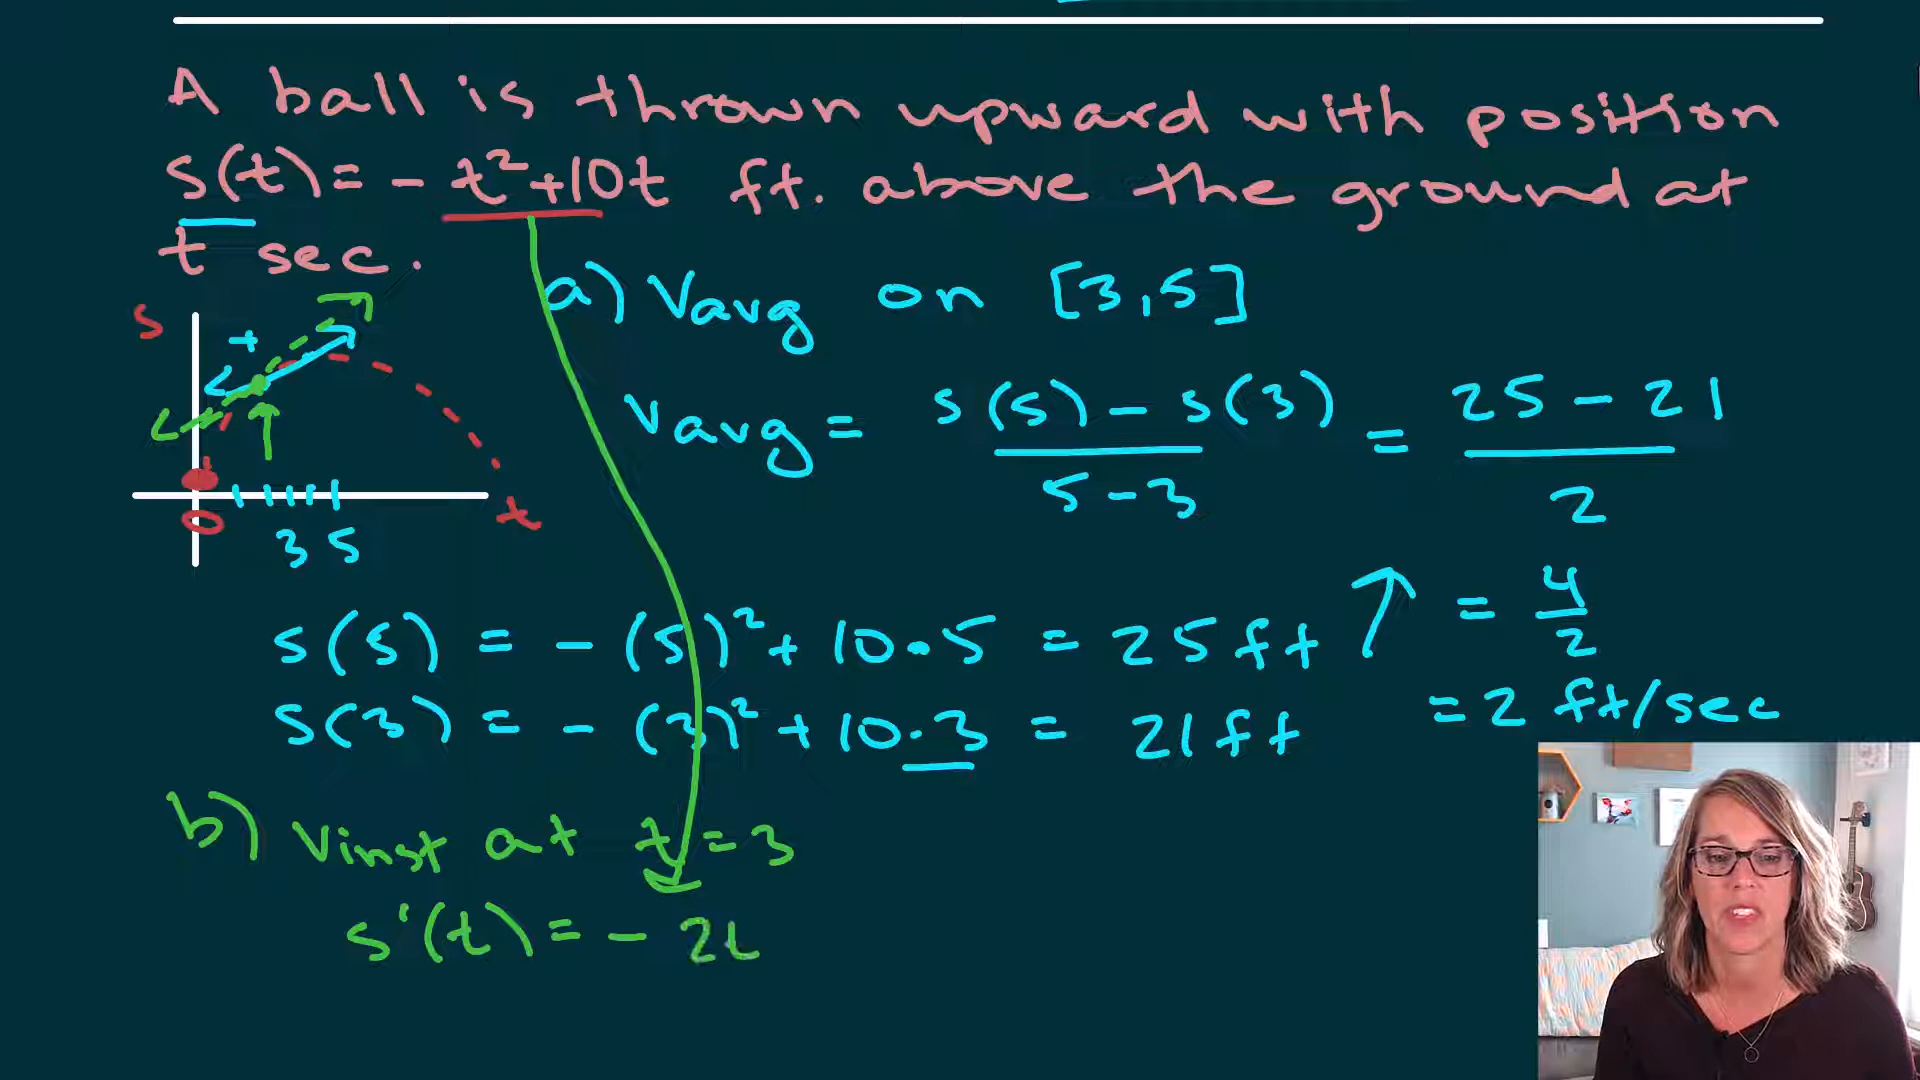 A ball is thrown upward with position
s(t) = - t²+10t ft. above the ground at
t sec.
a) Vavg on [3,5]
s
+
t
0
3 5
Vavg = s(5) - s(3) / 5-3 = 25 - 21 / 2
= 4/2
= 2 ft/sec
s(5) = - (5)² + 10 · 5 = 25 ft ↑
s(3) = - (3)² + 10 · 3 = 21 ft
b) Vinst at t = 3
s'(t) = - 2t